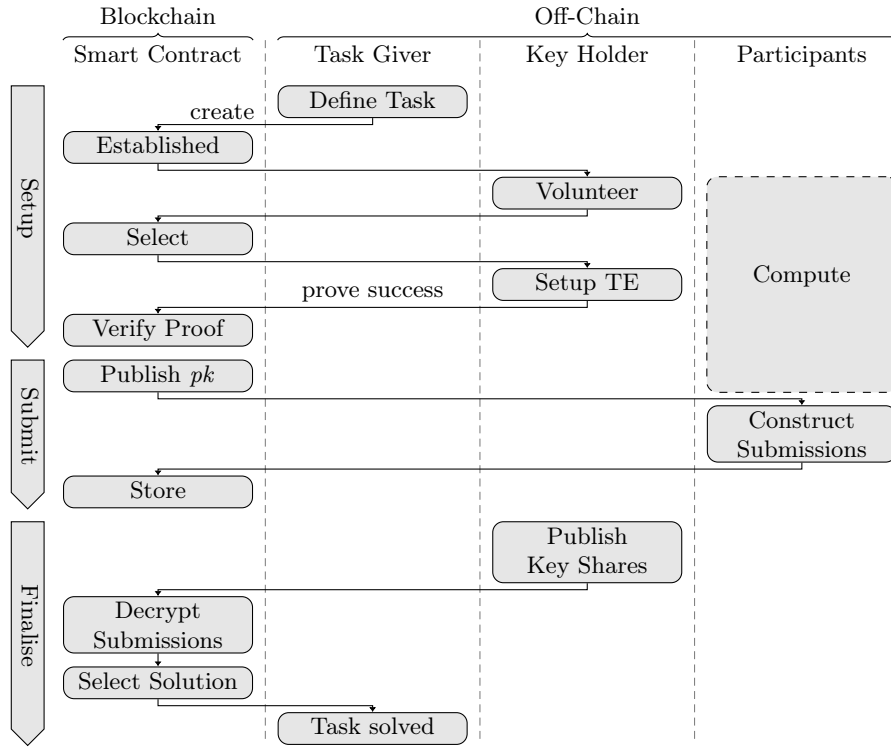 Blockchain
Off-Chain
Smart Contract
Task Giver
Key Holder
Participants
Setup
Define Task
create
Established
Volunteer
Select
Compute
Setup TE
prove success
Verify Proof
Submit
Publish pk
Construct
Submissions
Store
Finalise
Publish
Key Shares
Decrypt
Submissions
Select Solution
Task solved